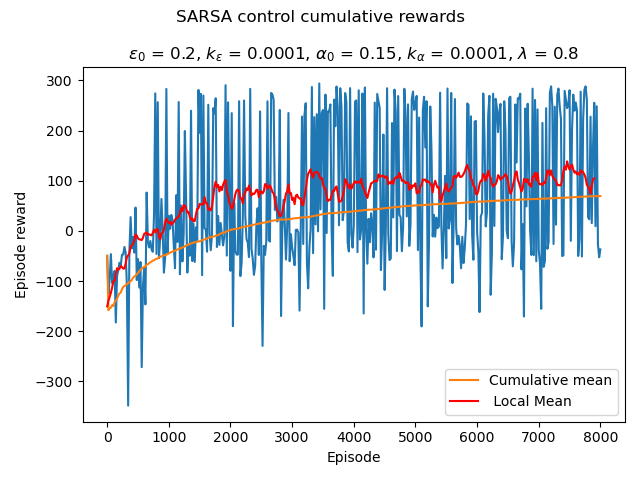 SARSA control cumulative rewards
ε₀ = 0.2, kε = 0.0001, α₀ = 0.15, kα = 0.0001, λ = 0.8
Episode reward
300
200
100
0
−100
−200
−300
0 1000 2000 3000 4000 5000 6000 7000 8000
Episode
Cumulative mean
Local Mean